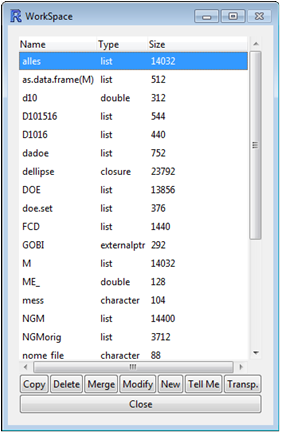 R WorkSpace
Name Type Size
alles list 14032
as.data.frame(M) list 512
d10 double 312
D101516 list 544
D1016 list 440
dadoe list 752
dellipse closure 23792
DOE list 13856
doe.set list 376
FCD list 1440
GOBI externalptr 292
M list 14032
ME_ double 128
mess character 104
NGM list 14400
NGMorig list 3712
nome file character 88
Copy Delete Merge Modify New Tell Me Transp.
Close